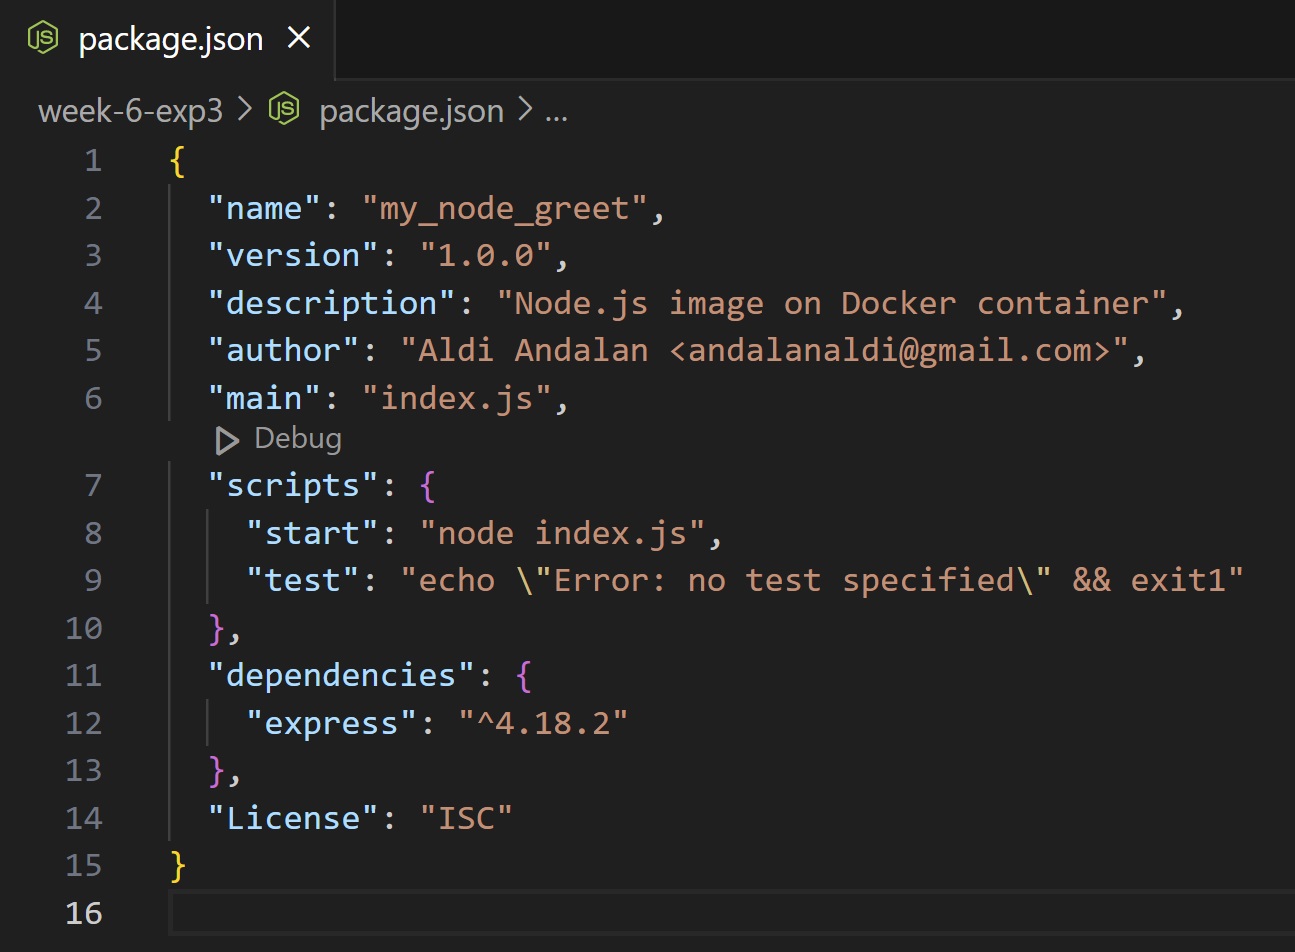 JS package.json ×
week-6-exp3 > JS package.json > ...
1 {
2 "name": "my_node_greet",
3 "version": "1.0.0",
4 "description": "Node.js image on Docker container",
5 "author": "Aldi Andalan <andalanaldi@gmail.com>",
6 "main": "index.js",
Debug
7 "scripts": {
8 "start": "node index.js",
9 "test": "echo \"Error: no test specified\" && exit1"
10 },
11 "dependencies": {
12 "express": "^4.18.2"
13 },
14 "License": "ISC"
15 }
16